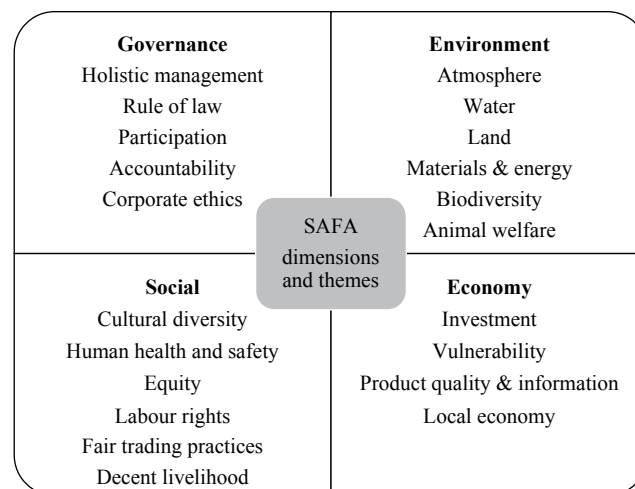 Governance
Holistic management
Rule of law
Participation
Accountability
Corporate ethics
Environment
Atmosphere
Water
Land
Materials & energy
Biodiversity
Animal welfare
SAFA
dimensions
and themes
Social
Cultural diversity
Human health and safety
Equity
Labour rights
Fair trading practices
Decent livelihood
Economy
Investment
Vulnerability
Product quality & information
Local economy